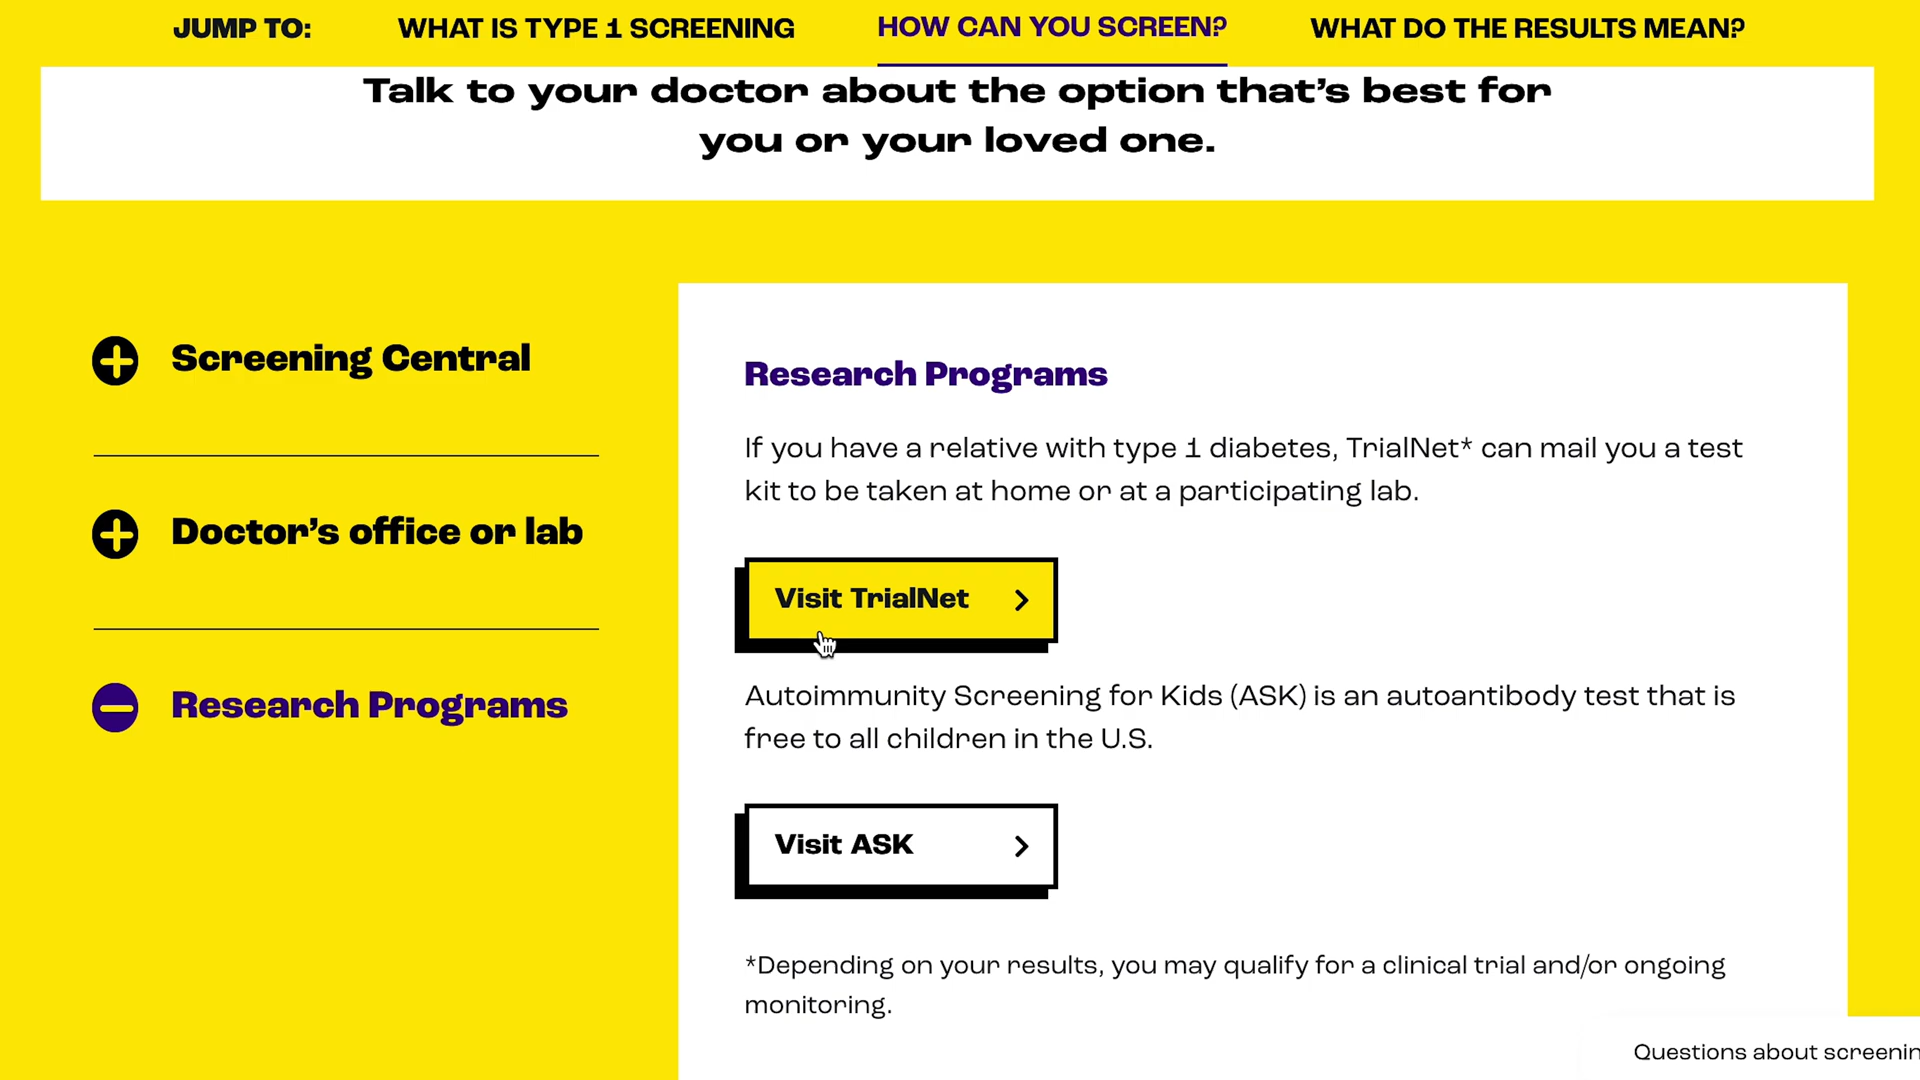 JUMP TO:
WHAT IS TYPE 1 SCREENING
HOW CAN YOU SCREEN?
WHAT DO THE RESULTS MEAN?
Talk to your doctor about the option that's best for
you or your loved one.
Screening Central
Doctor's office or lab
Research Programs
Research Programs
If you have a relative with type 1 diabetes, TrialNet* can mail you a test
kit to be taken at home or at a participating lab.
Visit TrialNet
Autoimmunity Screening for Kids (ASK) is an autoantibody test that is
free to all children in the U.S.
Visit ASK
*Depending on your results, you may qualify for a clinical trial and/or ongoing
monitoring.
Questions about screenin